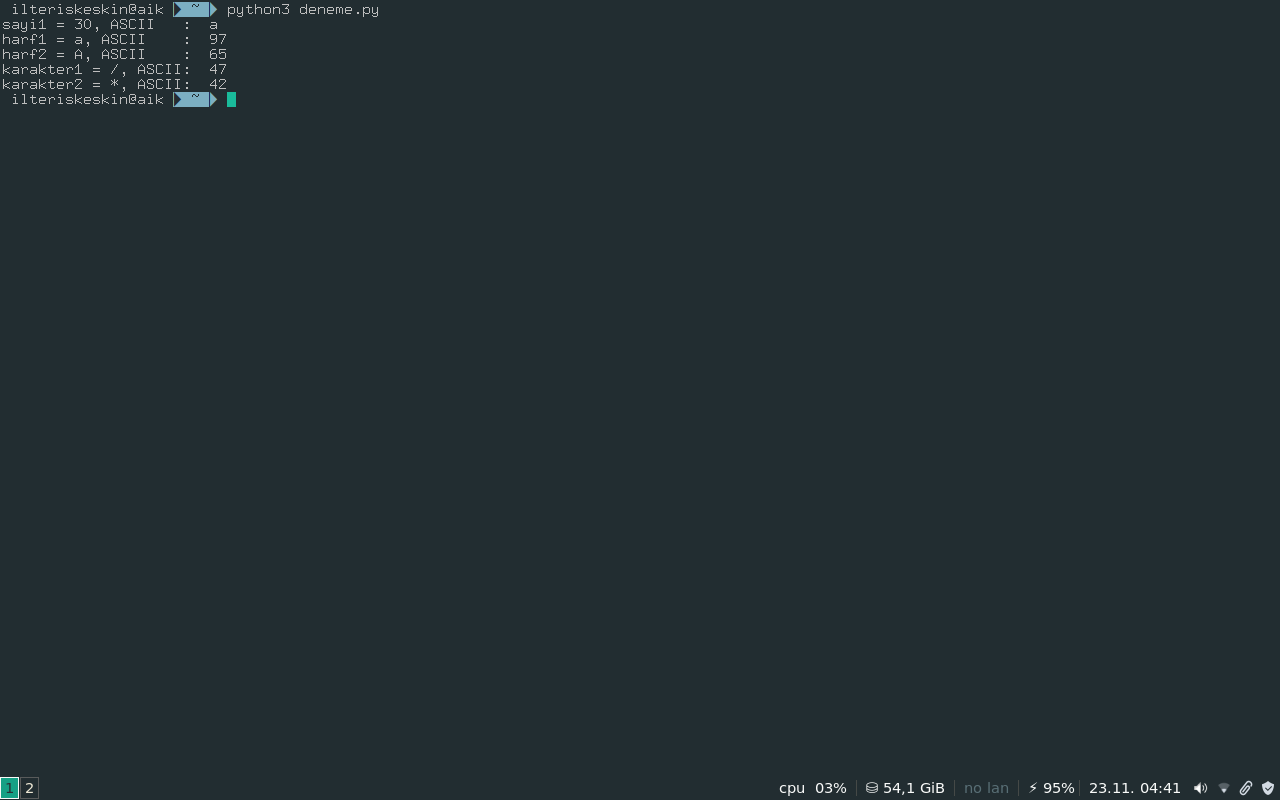 ilteriskeskin@aik ~ python3 deneme.py
sayi1 = 30, ASCII   :  a
harf1 = a, ASCII    :  97
harf2 = A, ASCII    :  65
karakter1 = /, ASCII:  47
karakter2 = *, ASCII:  42
ilteriskeskin@aik ~
1 2 cpu 03% 54,1 GiB no lan ⚡ 95% 23.11. 04:41